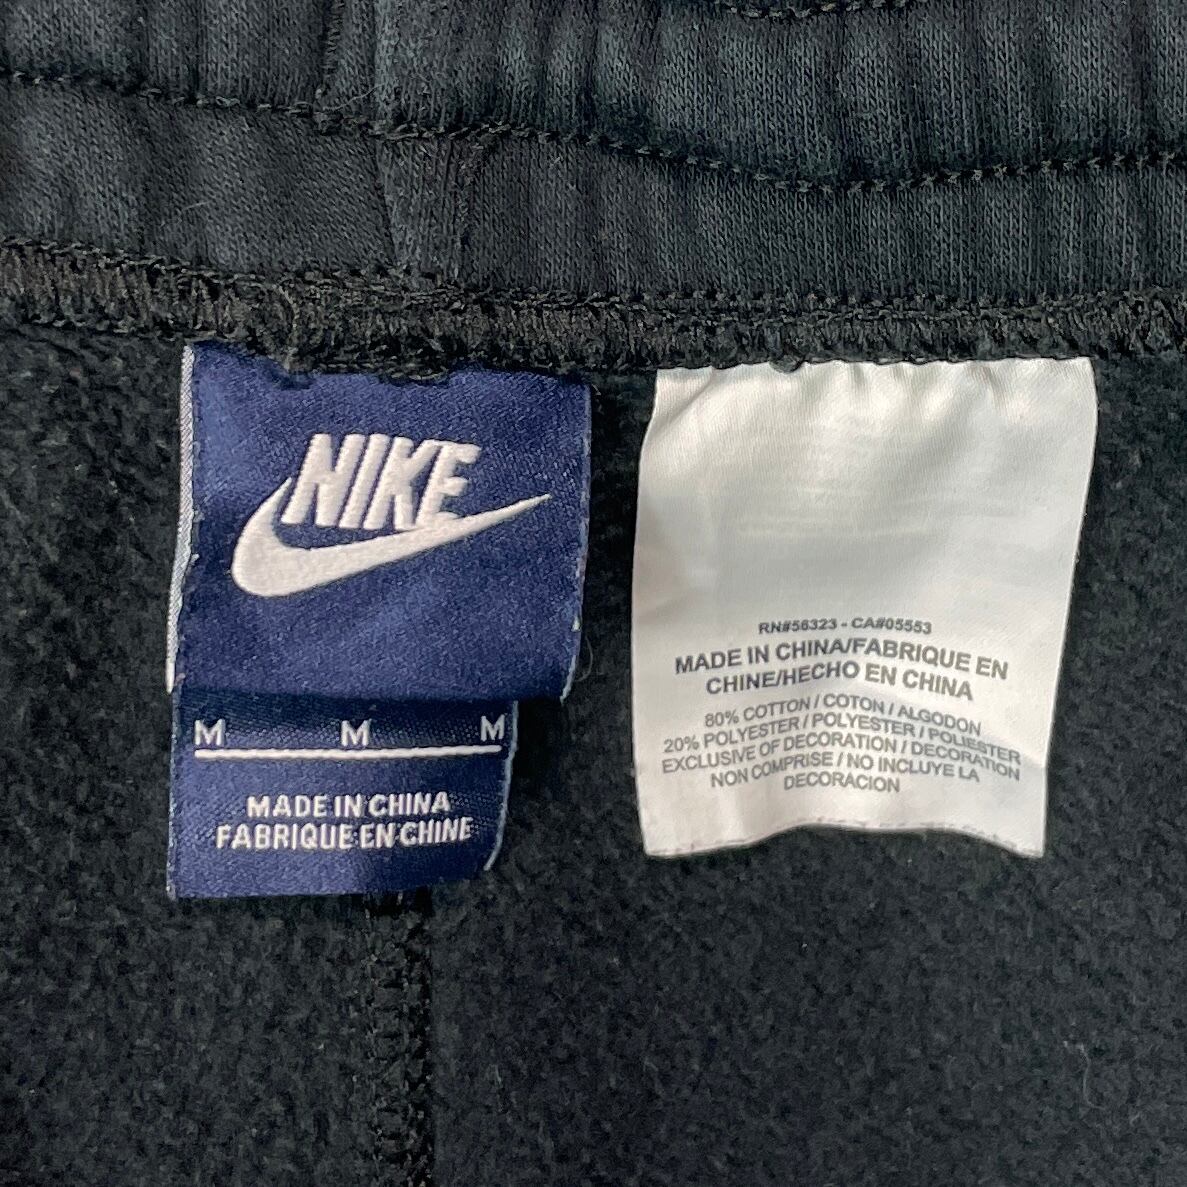 NIKE
M M M
MADE IN CHINA
FABRIQUE EN CHINE
RN#56323 - CA#05553
MADE IN CHINA/FABRIQUE EN
CHINE/HECHO EN CHINA
80% COTTON / COTON / ALGODON
20% POLYESTER / POLYESTER / POLIESTER
EXCLUSIVE OF DECORATION / DECORATION
NON COMPRISE / NO INCLUYE LA
DECORACION